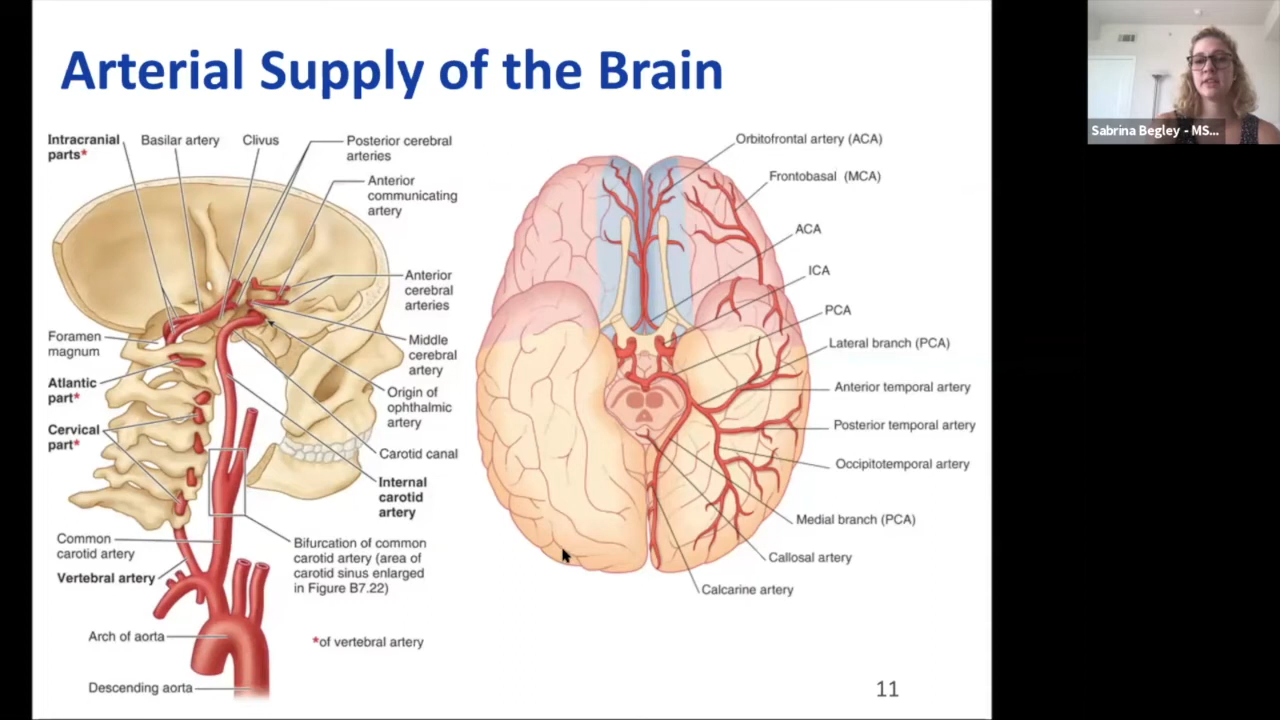 Arterial Supply of the Brain
Intracranial
parts*
Basilar artery
Clivus
Posterior cerebral
arteries
Anterior
communicating
artery
Anterior
cerebral
arteries
Middle
cerebral
artery
Origin of
ophthalmic
artery
Carotid canal
Internal
carotid
artery
Bifurcation of common
carotid artery (area of
carotid sinus enlarged
in Figure B7.22)
*of vertebral artery
Foramen
magnum
Atlantic
part*
Cervical
part*
Common
carotid artery
Vertebral artery
Arch of aorta
Descending aorta
Orbitofrontal artery (ACA)
Frontobasal (MCA)
ACA
ICA
PCA
Lateral branch (PCA)
Anterior temporal artery
Posterior temporal artery
Occipitotemporal artery
Medial branch (PCA)
Callosal artery
Calcarine artery
11
Sabrina Begley - MS...